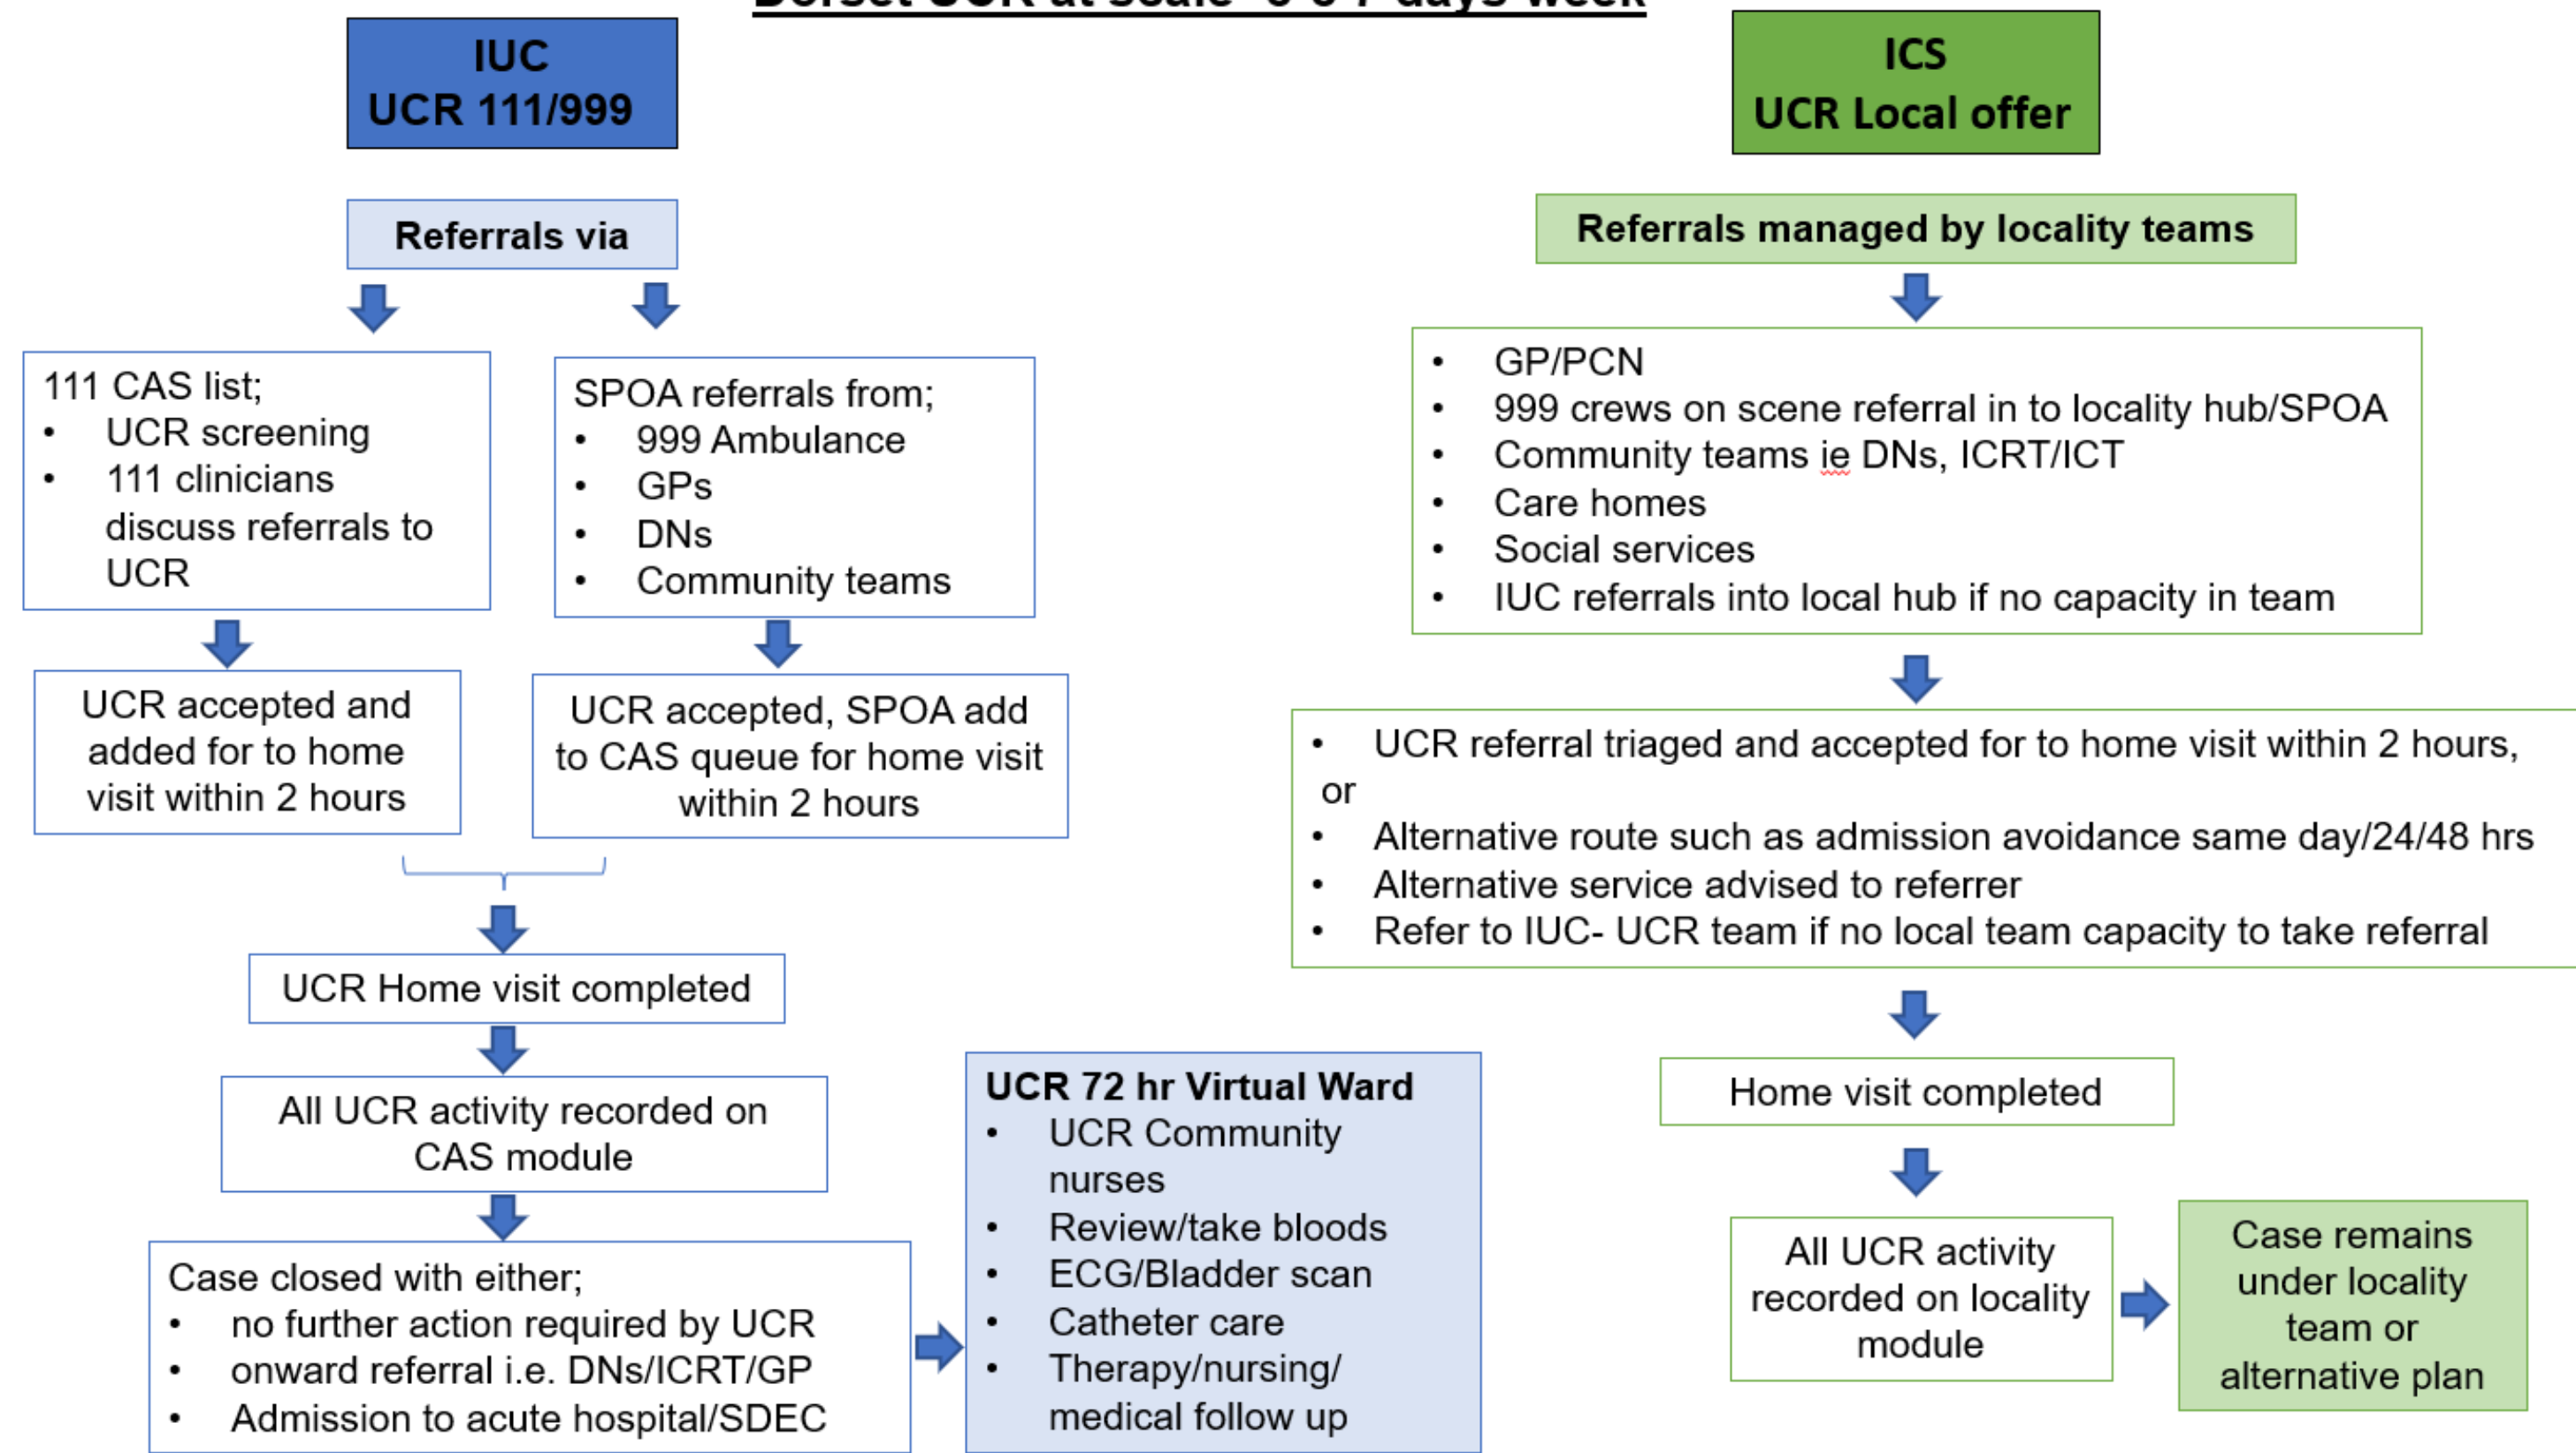 Dorset UCR at scale
days week
IUC
UCR 111/999
Referrals via
111 CAS list;
• UCR screening
• 111 clinicians
discuss referrals to
UCR
SPOA referrals from;
• 999 Ambulance
• GPs
• DNs
• Community teams
UCR accepted and
added for to home
visit within 2 hours
UCR accepted, SPOA add
to CAS queue for home visit
within 2 hours
UCR Home visit completed
All UCR activity recorded on
CAS module
Case closed with either;
• no further action required by UCR
• onward referral i.e. DNs/ICRT/GP
• Admission to acute hospital/SDEC
UCR 72 hr Virtual Ward
• UCR Community
nurses
• Review/take bloods
• ECG/Bladder scan
• Catheter care
• Therapy/nursing/
medical follow up
ICS
UCR Local offer
Referrals managed by locality teams
• GP/PCN
• 999 crews on scene referral in to locality hub/SPOA
• Community teams ie DNs, ICRT/ICT
• Care homes
• Social services
• IUC referrals into local hub if no capacity in team
• UCR referral triaged and accepted for to home visit within 2 hours,
or
• Alternative route such as admission avoidance same day/24/48 hrs
• Alternative service advised to referrer
• Refer to IUC- UCR team if no local team capacity to take referral
Home visit completed
All UCR activity
recorded on locality
module
Case remains
under locality
team or
alternative plan